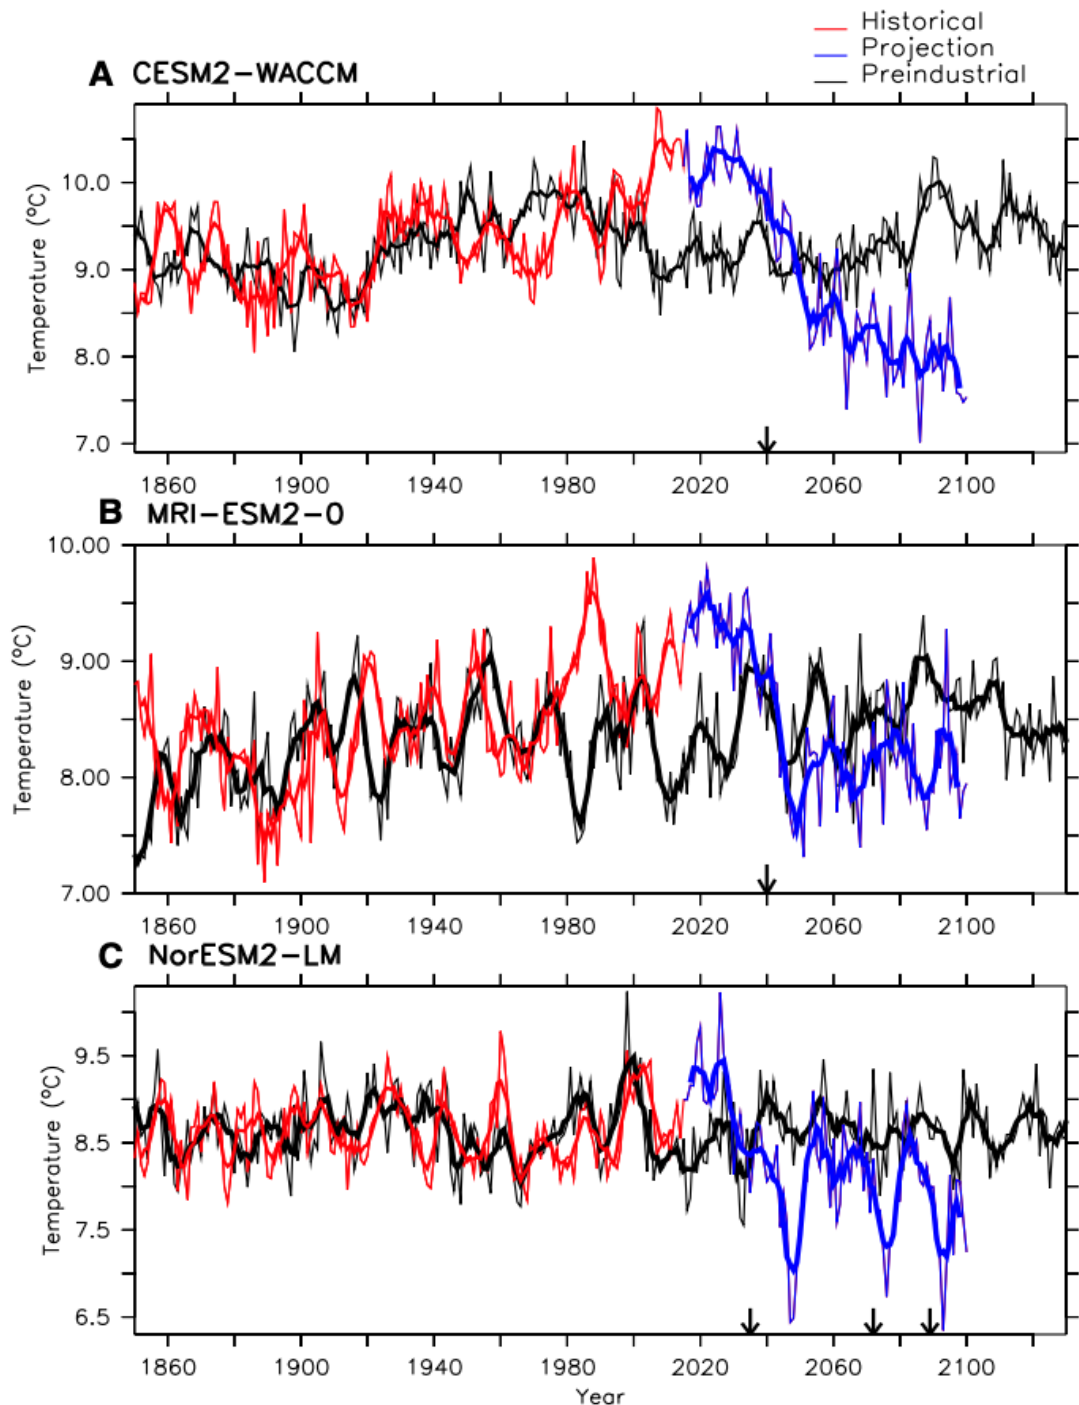 Historical
Projection
Preindustrial
A CESM2-WACCM
Temperature (°C)
10.0
9.0
8.0
7.0
1860 1900 1940 1980 2020 2060 2100
B MRI-ESM2-0
Temperature (°C)
10.00
9.00
8.00
7.00
1860 1900 1940 1980 2020 2060 2100
C NorESM2-LM
Temperature (°C)
9.5
8.5
7.5
6.5
1860 1900 1940 1980 2020 2060 2100
Year